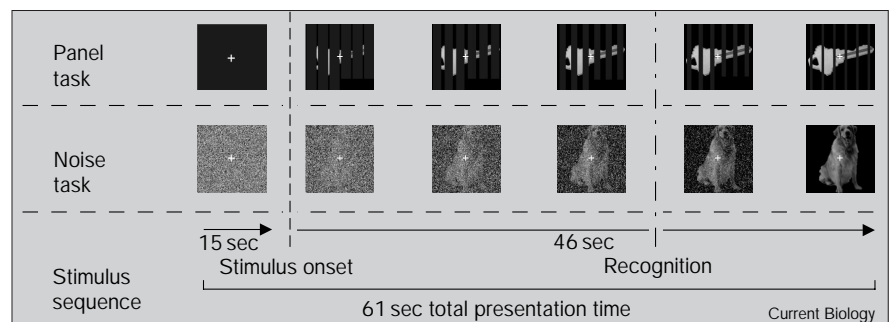 Panel
task
Noise
task
15 sec
46 sec
Stimulus onset
Recognition
Stimulus
sequence
61 sec total presentation time
Current Biology